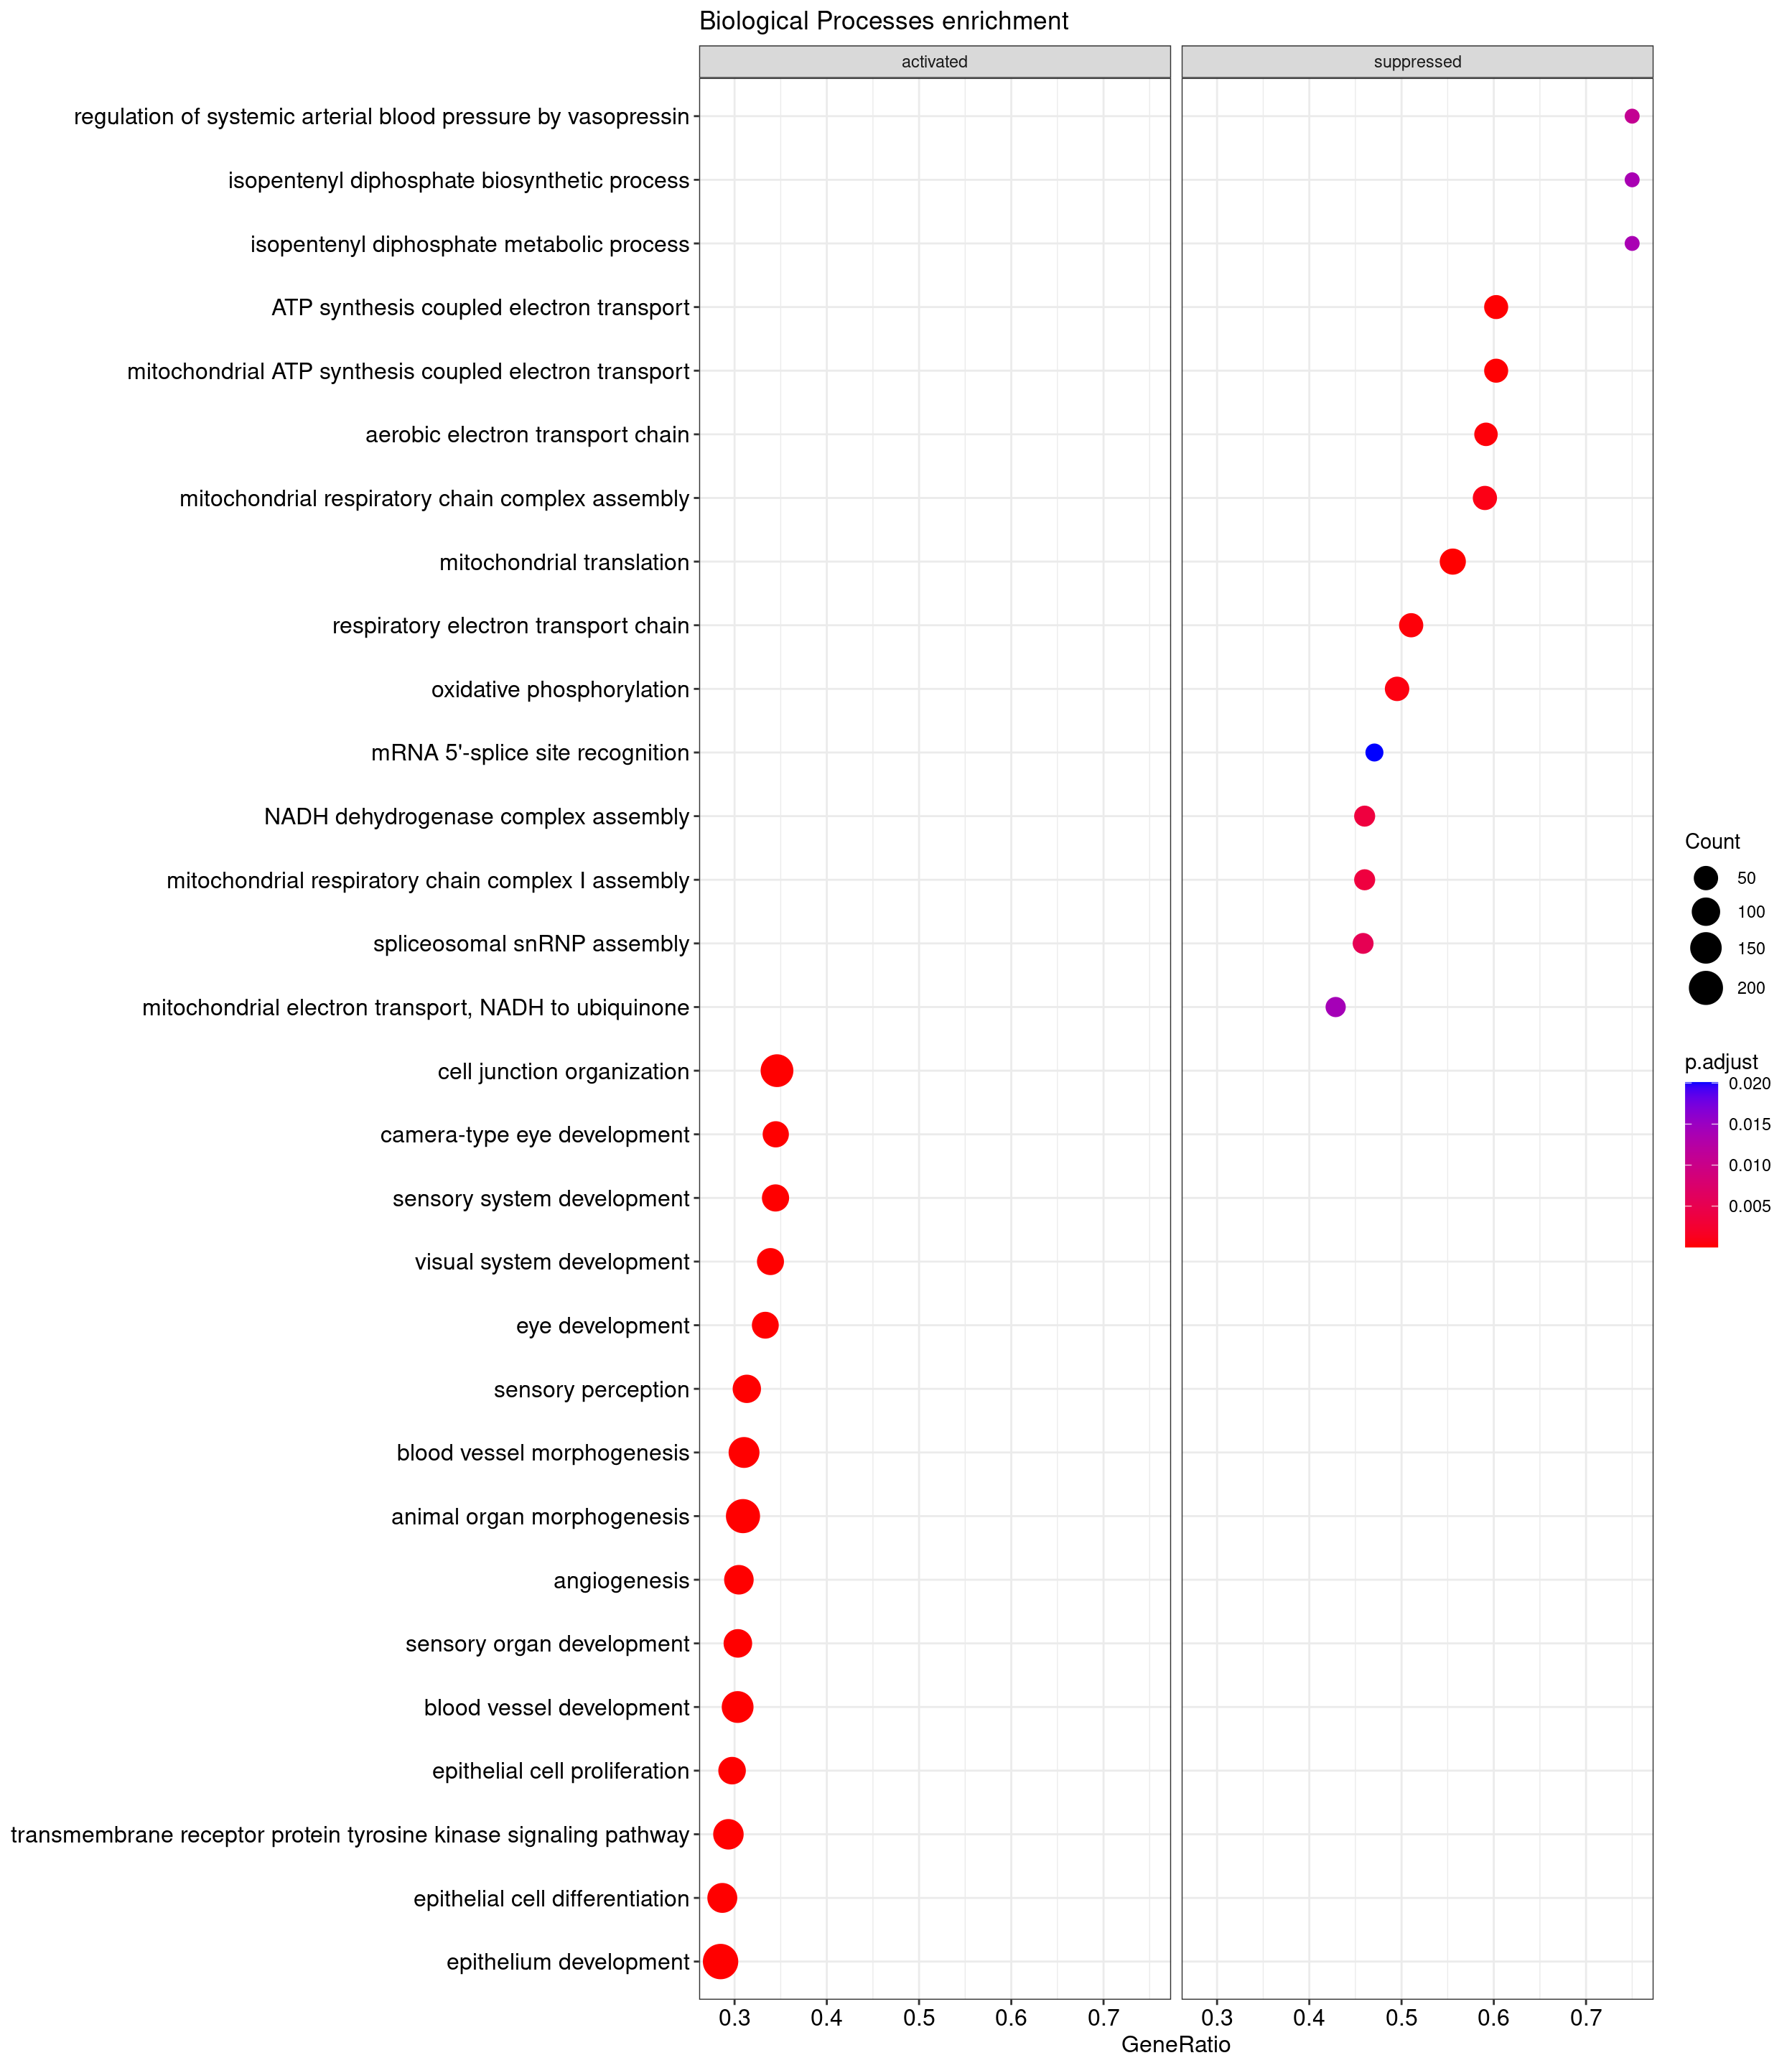 Biological Processes enrichment
activated
suppressed
regulation of systemic arterial blood pressure by vasopressin
isopentenyl diphosphate biosynthetic process
isopentenyl diphosphate metabolic process
ATP synthesis coupled electron transport
mitochondrial ATP synthesis coupled electron transport
aerobic electron transport chain
mitochondrial respiratory chain complex assembly
mitochondrial translation
respiratory electron transport chain
oxidative phosphorylation
mRNA 5'-splice site recognition
NADH dehydrogenase complex assembly
mitochondrial respiratory chain complex I assembly
spliceosomal snRNP assembly
mitochondrial electron transport, NADH to ubiquinone
cell junction organization
camera-type eye development
sensory system development
visual system development
eye development
sensory perception
blood vessel morphogenesis
animal organ morphogenesis
angiogenesis
sensory organ development
blood vessel development
epithelial cell proliferation
transmembrane receptor protein tyrosine kinase signaling pathway
epithelial cell differentiation
epithelium development
0.3 0.4 0.5 0.6 0.7
0.3 0.4 0.5 0.6 0.7
GeneRatio
Count
50
100
150
200
p.adjust
0.020
0.015
0.010
0.005